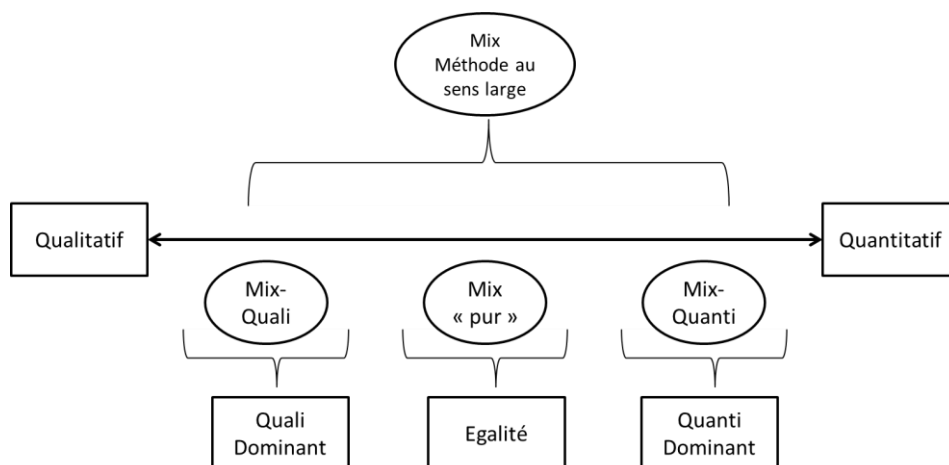 Mix
Méthode au
sens large
Qualitatif
Quantitatif
Mix-
Quali
Mix
« pur »
Mix-
Quanti
Quali
Dominant
Egalité
Quanti
Dominant